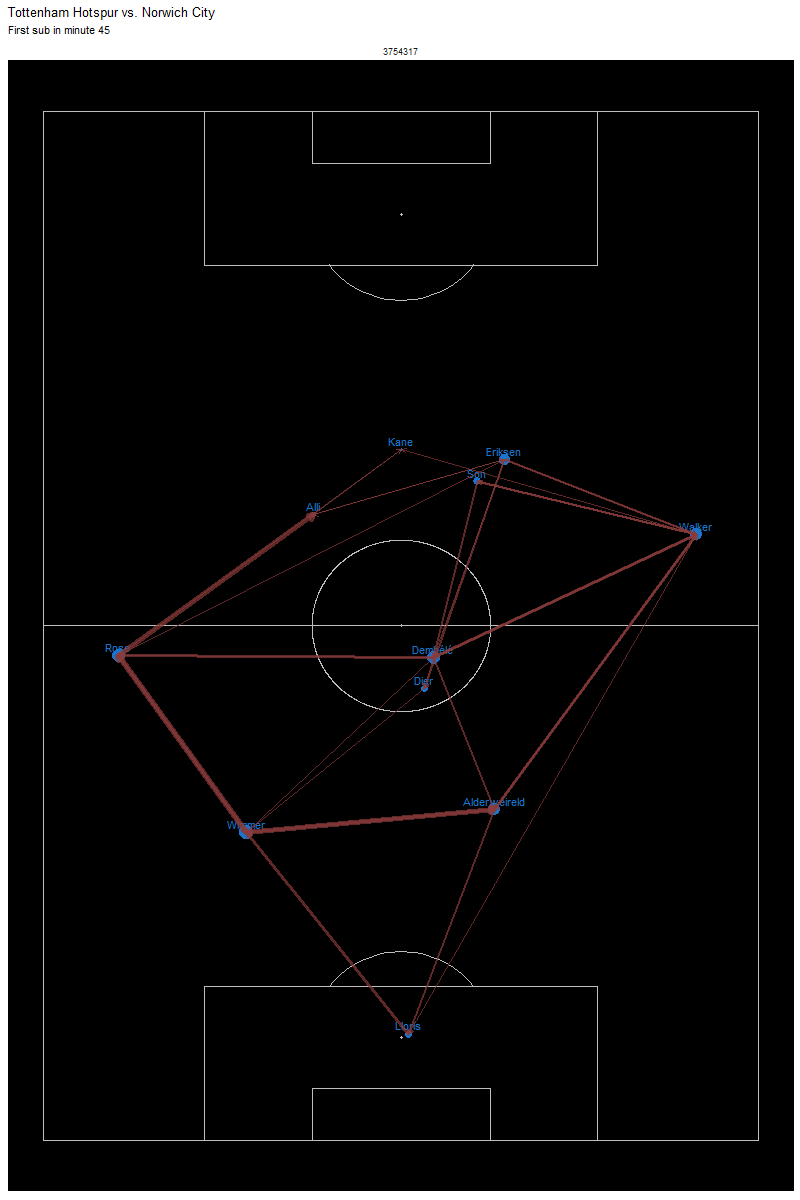 Tottenham Hotspur vs. Norwich City
First sub in minute 45
3754317
Kane
Eriksen
Son
Alli
Walker
Rose
Dembélé
Dier
Alderweireld
Wimmer
Lloris